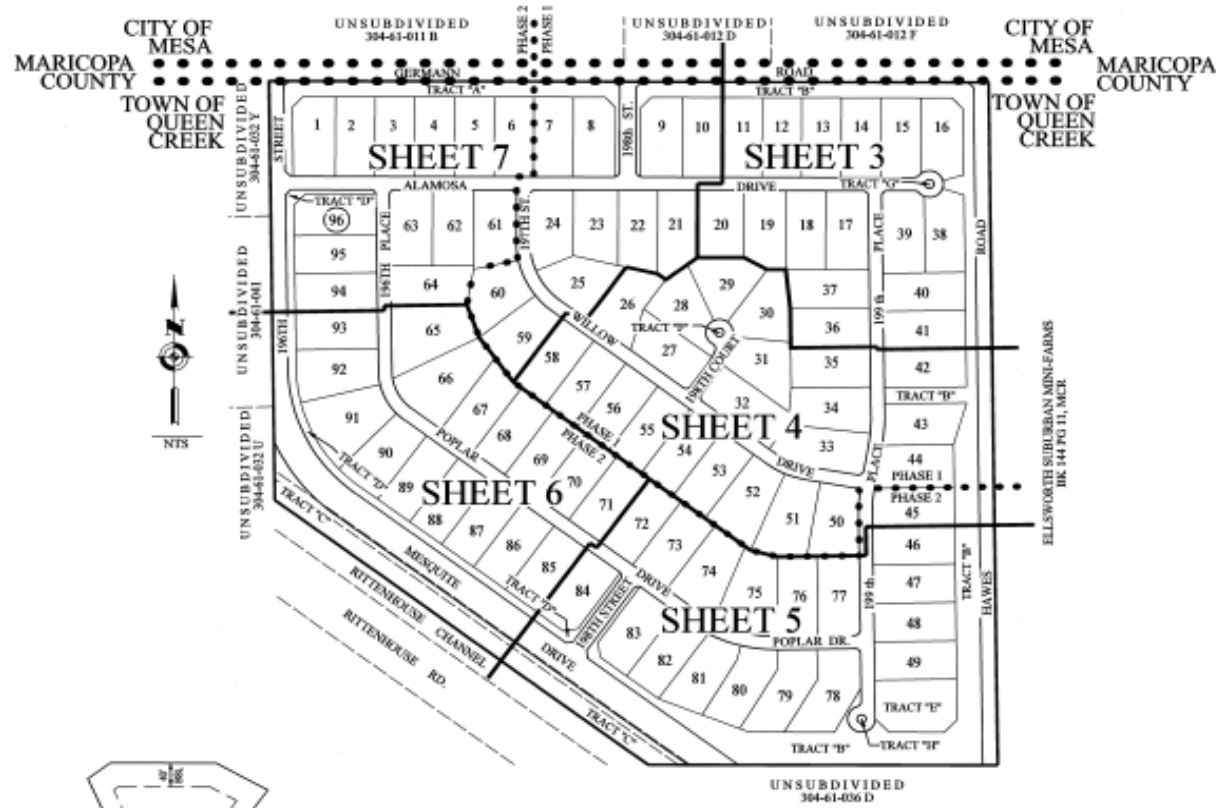 UNSUBDIVIDED
304-61-011 B
PHASE 2
PHASE 1
UNSUBDIVIDED
304-61-012 D
UNSUBDIVIDED
304-61-012 F
CITY OF
MESA
CITY OF
MESA
MARICOPA
COUNTY
MARICOPA
COUNTY
GERMANN
ROAD
TRACT "A"
TRACT "B"
TOWN OF
QUEEN
CREEK
TOWN OF
QUEEN
CREEK
UNSUBDIVIDED
304-61-032 Y
STREET
1 2 3 4 5 6 7 8
198th ST.
9 10 11 12 13 14 15 16
SHEET 7
SHEET 3
ALAMOSA
DRIVE
TRACT "G"
TRACT "D"
96
63 62 61
197TH ST.
24 23 22 21 20 19 18 17
PLACE
39 38
ROAD
95
196TH PLACE
64
60
25
29
94
26 28 30
37
40
UNSUBDIVIDED
304-61-041
93
65
59
WILLOW
TRACT "F"
36
199 th
41
196TH
92
66
58
27
198TH COURT
31
35
42
N
NTS
91
67
57
56
32
34
TRACT "B"
43
90
POPLAR
68
PHASE 1
PHASE 2
55
SHEET 4
33
44
ELLSWORTH SUBURBAN MINI-FARMS
BK 144 PG 11, MCR
UNSUBDIVIDED
304-61-032 U
TRACT "D"
69
54
DRIVE
PLACE
PHASE 1
PHASE 2
89
SHEET 6
70
53
52
51
50
45
TRACT "C"
88
71
72
46
87
73
TRACT "B"
MESQUITE
86
85
74
75
76
77
199 th
47
HAWES
RITTENHOUSE CHANNEL
TRACT "D"
84
DRIVE
48
RITTENHOUSE RD.
198TH STREET
83
SHEET 5
POPLAR DR.
49
DRIVE
82
81
80
79
78
TRACT "E"
TRACT "C"
TRACT "B"
TRACT "H"
UNSUBDIVIDED
304-61-036 D
40'